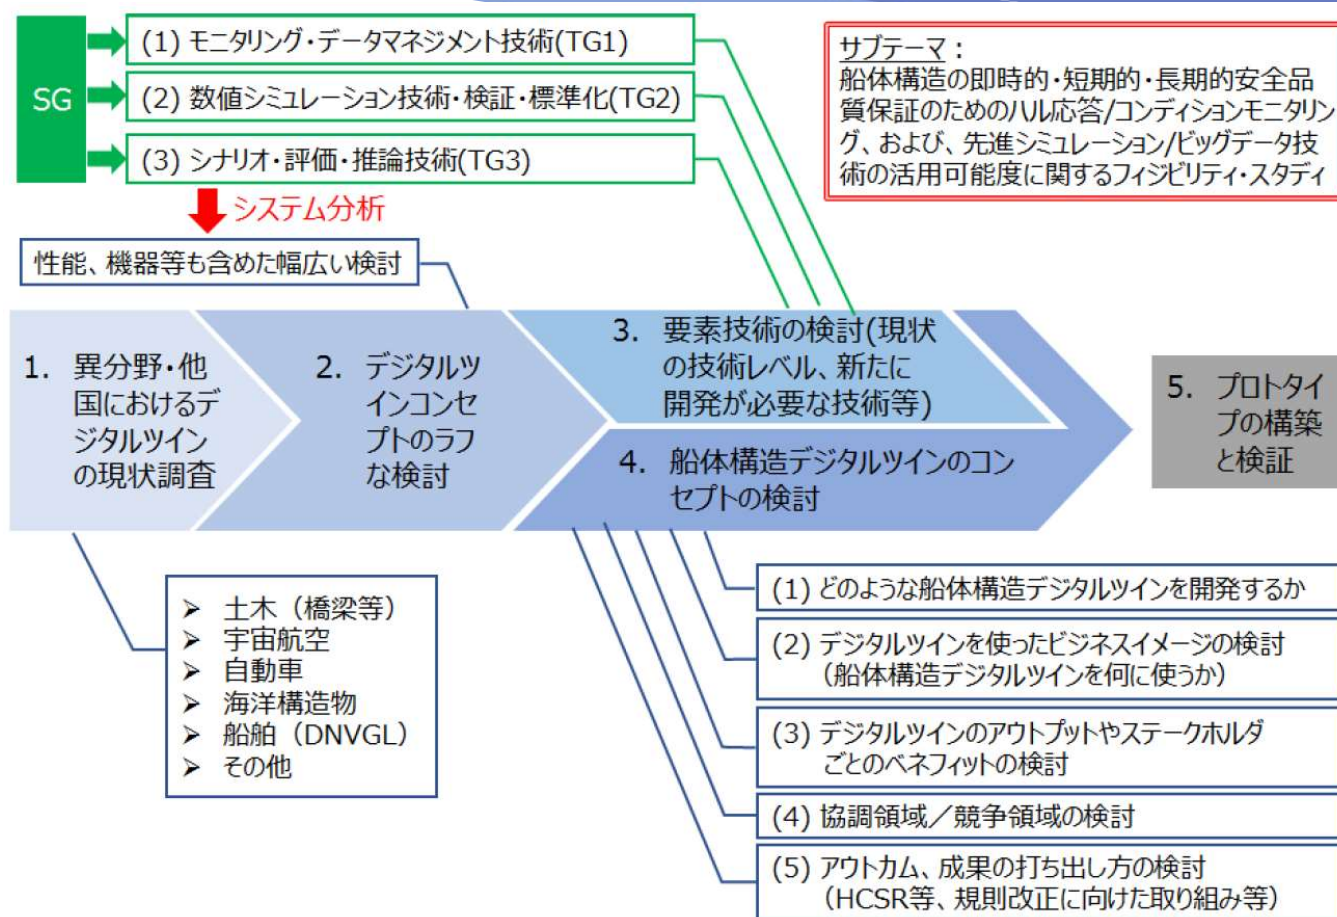 SG
(1) モニタリング・データマネジメント技術(TG1)
(2) 数値シミュレーション技術・検証・標準化(TG2)
(3) シナリオ・評価・推論技術(TG3)
サブテーマ：
船体構造の即時的・短期的・長期的安全品
質保証のためのハル応答/コンディションモニタリン
グ、および、先進シミュレーション/ビッグデータ技
術の活用可能度に関するフィジビリティ・スタディ
システム分析
性能、機器等も含めた幅広い検討
1. 異分野・他
国におけるデ
ジタルツイン
の現状調査
2. デジタルツ
インコンセ
プトのラフ
な検討
3. 要素技術の検討(現状
の技術レベル、新たに
開発が必要な技術等)
4. 船体構造デジタルツインのコン
セプトの検討
5. プロトタイ
プの構築
と検証
➢ 土木（橋梁等）
➢ 宇宙航空
➢ 自動車
➢ 海洋構造物
➢ 船舶（DNVGL）
➢ その他
(1) どのような船体構造デジタルツインを開発するか
(2) デジタルツインを使ったビジネスイメージの検討
（船体構造デジタルツインを何に使うか）
(3) デジタルツインのアウトプットやステークホルダ
ごとのベネフィットの検討
(4) 協調領域／競争領域の検討
(5) アウトカム、成果の打ち出し方の検討
（HCSR等、規則改正に向けた取り組み等）